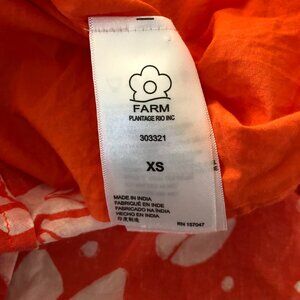 FARM
PLANTAGE RIO INC
303321
XS
MADE IN INDIA
FABRIQUÉ EN INDE
FABRICADO NA ÍNDIA
HECHO EN INDIA
印度制造
RN 157047